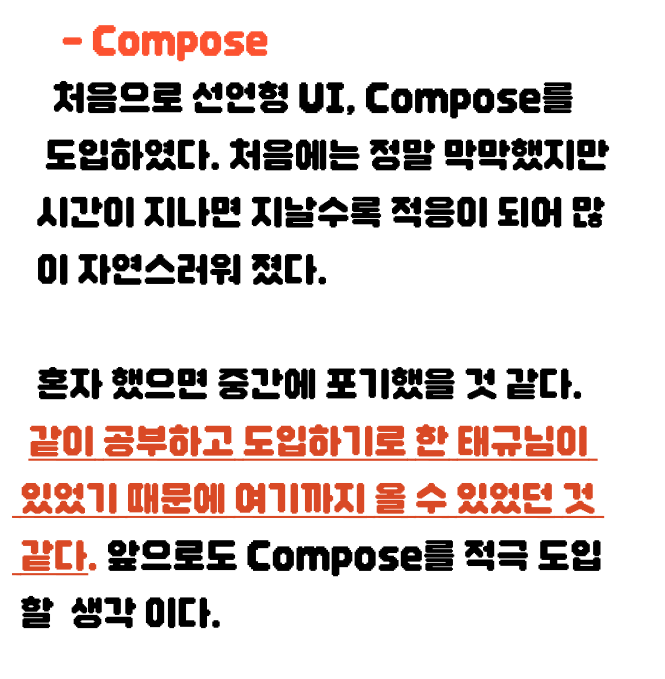 - Compose
처음으로 선언형 UI, Compose를
도입하였다. 처음에는 정말 막막했지만
시간이 지나면 지날수록 적응이 되어 많
이 자연스러워 졌다.
혼자 했으면 중간에 포기했을 것 같다.
같이 공부하고 도입하기로 한 태규님이
있었기 때문에 여기까지 올 수 있었던 것
같다. 앞으로도 Compose를 적극 도입
할 생각 이다.